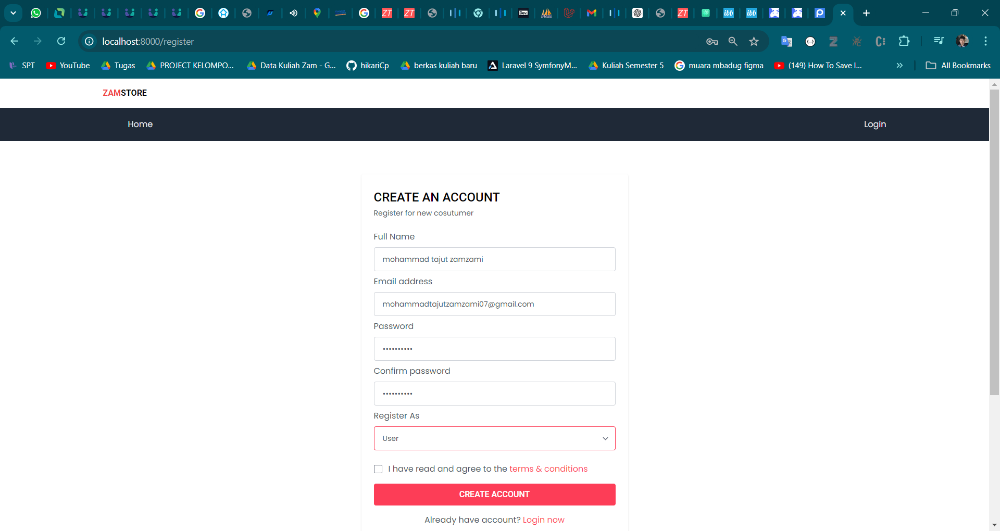 localhost:8000/register
SPT YouTube Tugas PROJECT KELOMPO... Data Kuliah Zam - G... hikariCp berkas kuliah baru Laravel 9 SymfonyM... Kuliah Semester 5 muara mbadug figma (149) How To Save I... » All Bookmarks
ZAMSTORE
Home Login
CREATE AN ACCOUNT
Register for new cosutumer
Full Name
mohammad tajut zamzami
Email address
mohammadtajutzamzami07@gmail.com
Password
••••••••••
Confirm password
••••••••••
Register As
User
I have read and agree to the terms & conditions
CREATE ACCOUNT
Already have account? Login now